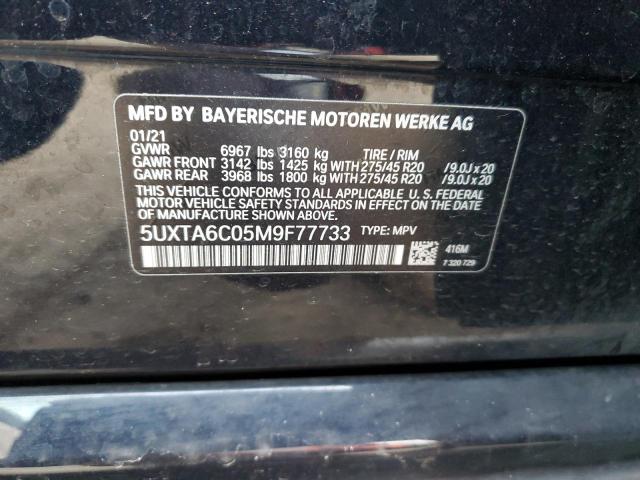 MFD BY BAYERISCHE MOTOREN WERKE AG
01/21
GVWR 6967 lbs 3160 kg TIRE / RIM
GAWR FRONT 3142 lbs 1425 kg WITH 275/45 R20 /9.0J x 20
GAWR REAR 3968 lbs 1800 kg WITH 275/45 R20 /9.0J x 20
THIS VEHICLE CONFORMS TO ALL APPLICABLE U. S. FEDERAL
MOTOR VEHICLE SAFETY STANDARDS IN EFFECT ON THE DATE OF
MANUFACTURE SHOWN ABOVE.
5UXTA6C05M9F77733 TYPE: MPV
416M
7 320 729